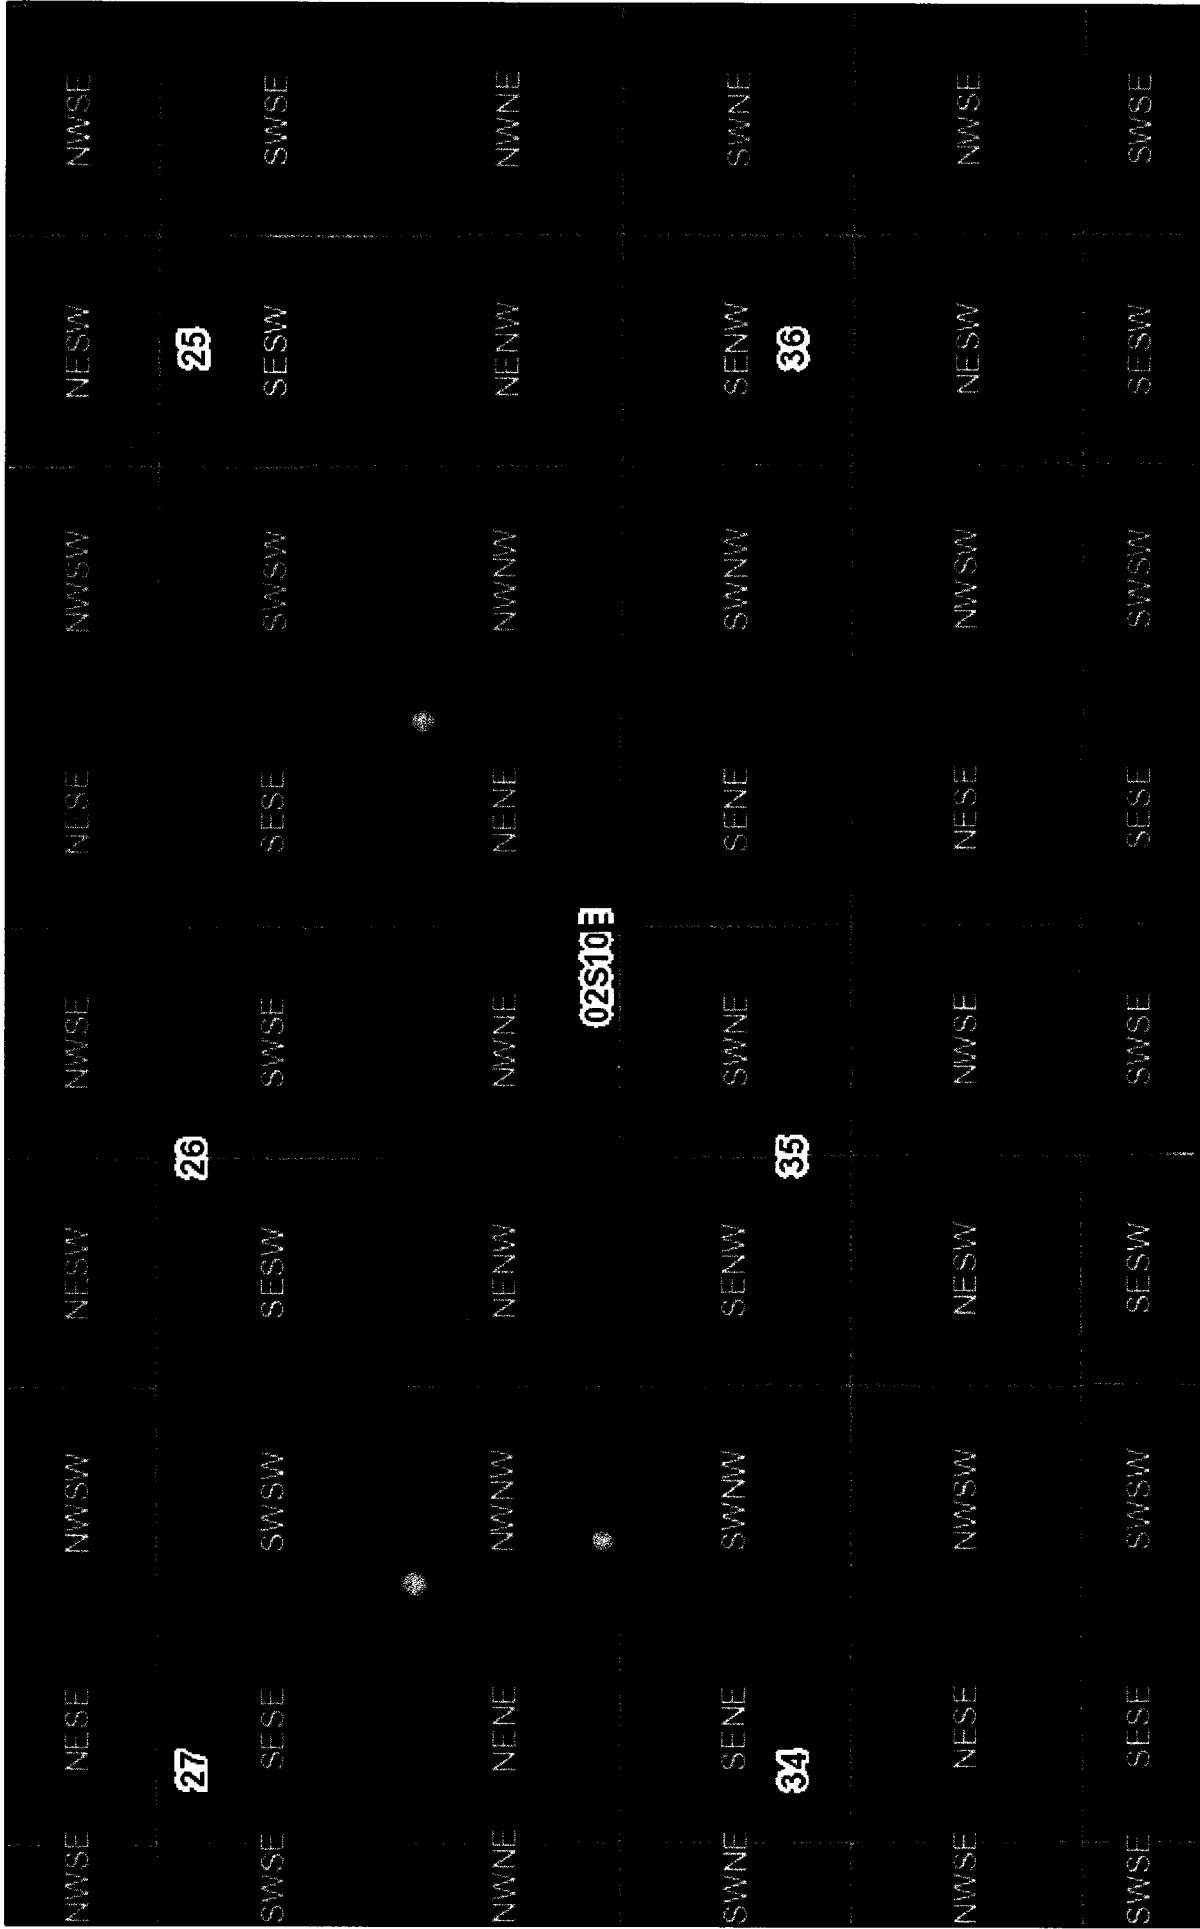 NWSE NESE NWSW NESW NWSE NESE NWSW NESW NWSE
27 26 25
SWSE SESE SWSW SESW SWSE SESE SWSW SESW SWSE
NWNE NENE NWNW NENW NWNE NENE NWNW NENW NWNE
02S10E
SWNE SENE SWNW SENW SWNE SENE SWNW SENW SWNE
34 35 36
NWSE NESE NWSW NESW NWSE NESE NWSW NESW NWSE
SWSE SESE SWSW SESW SWSE SESE SWSW SESW SWSE